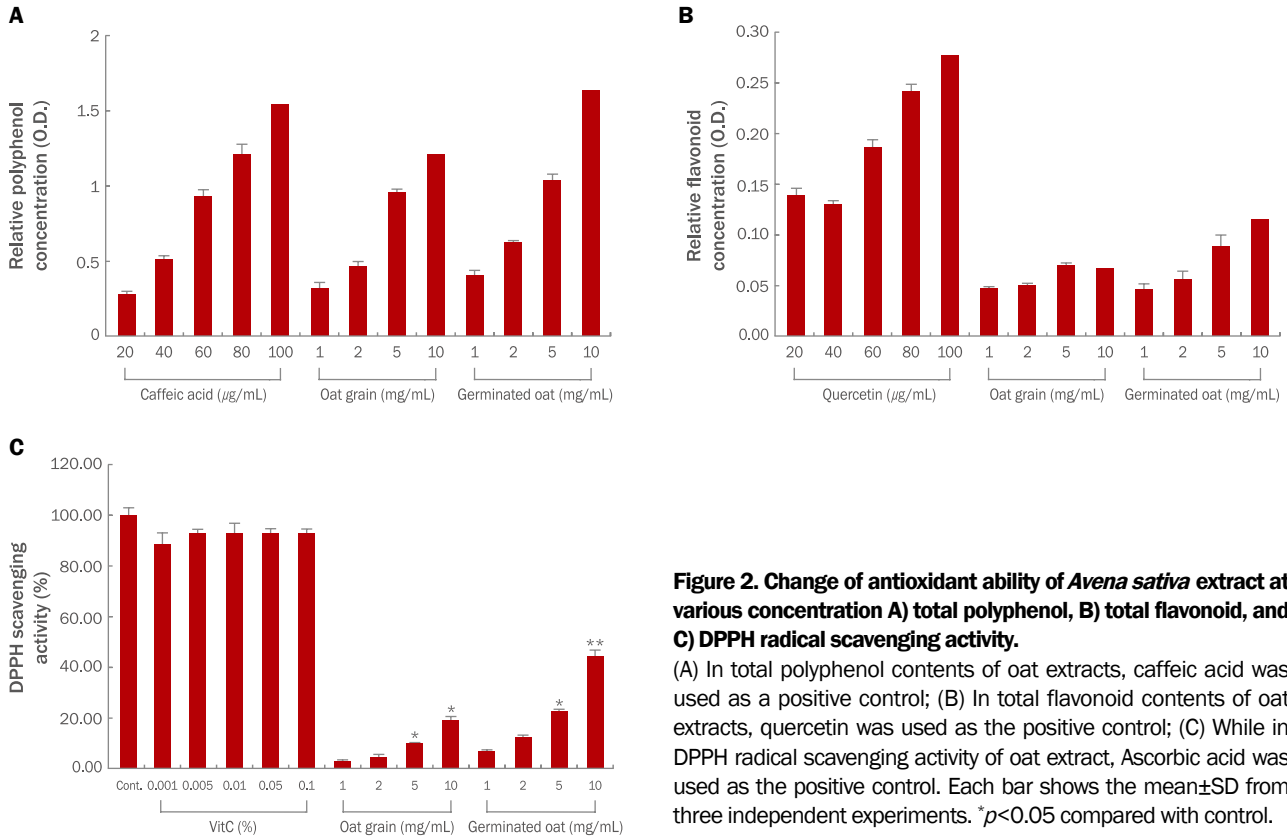 A
Relative polyphenol
concentration (O.D.)
2
1.5
1
0.5
0
20 40 60 80 100 1 2 5 10 1 2 5 10
Caffeic acid (μg/mL) Oat grain (mg/mL) Germinated oat (mg/mL)
B
Relative flavonoid
concentration (O.D.)
0.30
0.25
0.20
0.15
0.10
0.05
0.00
20 40 60 80 100 1 2 5 10 1 2 5 10
Quercetin (μg/mL) Oat grain (mg/mL) Germinated oat (mg/mL)
C
DPPH scavenging
activity (%)
120.00
100.00
80.00
60.00
40.00
20.00
0.00
* * * **
Cont. 0.001 0.005 0.01 0.05 0.1 1 2 5 10 1 2 5 10
VitC (%) Oat grain (mg/mL) Germinated oat (mg/mL)
Figure 2. Change of antioxidant ability of Avena sativa extract at
various concentration A) total polyphenol, B) total flavonoid, and
C) DPPH radical scavenging activity.
(A) In total polyphenol contents of oat extracts, caffeic acid was
used as a positive control; (B) In total flavonoid contents of oat
extracts, quercetin was used as the positive control; (C) While in
DPPH radical scavenging activity of oat extract, Ascorbic acid was
used as the positive control. Each bar shows the mean±SD from
three independent experiments. *p<0.05 compared with control.